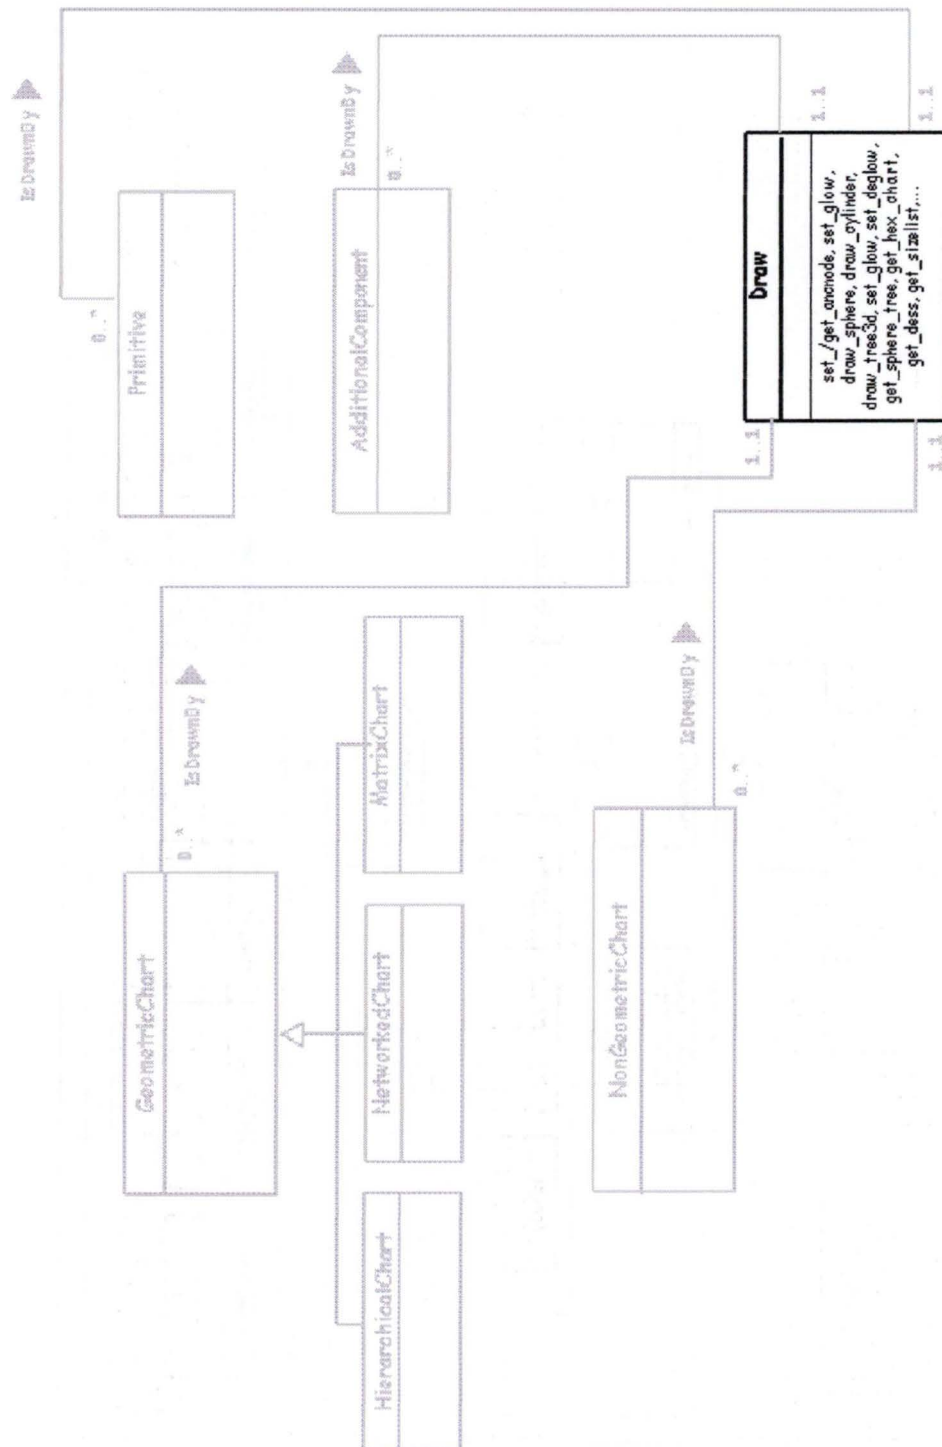 HierarchicalChart
NetworkedChart
MatrixChart
GeometricChart
0..*
IsDrawnBy
NonGeometricChart
0..*
IsDrawnBy
Primitive
0..*
IsDrawnBy
AdditionalComponent
0..*
IsDrawnBy
1..1
1..1
1..1
1..1
Draw
set_/get_ancnode, set_glow,
draw_sphere, draw_cylinder,
draw_tree3d, set_glow, set_deglow,
get_sphere_tree, get_hex_chart,
get_dess, get_sizelist,...